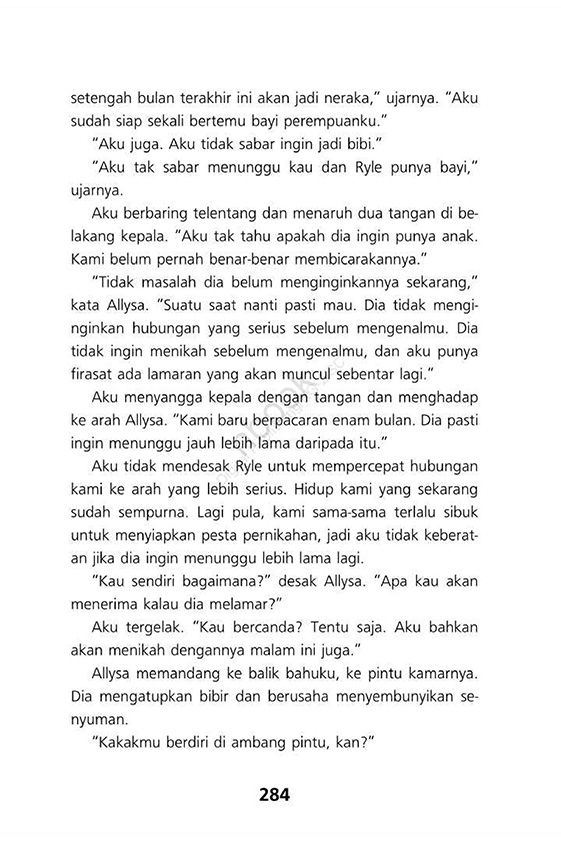 setengah bulan terakhir ini akan jadi neraka,” ujarnya. “Aku
sudah siap sekali bertemu bayi perempuanku.”
“Aku juga. Aku tidak sabar ingin jadi bibi.”
“Aku tak sabar menunggu kau dan Ryle punya bayi,”
ujarnya.
Aku berbaring telentang dan menaruh dua tangan di be-
lakang kepala. “Aku tak tahu apakah dia ingin punya anak.
Kami belum pernah benar-benar membicarakannya.”
“Tidak masalah dia belum menginginkannya sekarang,”
kata Allysa. “Suatu saat nanti pasti mau. Dia tidak mengi-
nginkan hubungan yang serius sebelum mengenalmu. Dia
tidak ingin menikah sebelum mengenalmu, dan aku punya
firasat ada lamaran yang akan muncul sebentar lagi.”
Aku menyangga kepala dengan tangan dan menghadap
ke arah Allysa. “Kami baru berpacaran enam bulan. Dia pasti
ingin menunggu jauh lebih lama daripada itu.”
Aku tidak mendesak Ryle untuk mempercepat hubungan
kami ke arah yang lebih serius. Hidup kami yang sekarang
sudah sempurna. Lagi pula, kami sama-sama terlalu sibuk
untuk menyiapkan pesta pernikahan, jadi aku tidak keberat-
an jika dia ingin menunggu lebih lama lagi.
“Kau sendiri bagaimana?” desak Allysa. “Apa kau akan
menerima kalau dia melamar?”
Aku tergelak. “Kau bercanda? Tentu saja. Aku bahkan
akan menikah dengannya malam ini juga.”
Allysa memandang ke balik bahuku, ke pintu kamarnya.
Dia mengatupkan bibir dan berusaha menyembunyikan se-
nyuman.
“Kakakmu berdiri di ambang pintu, kan?”
284